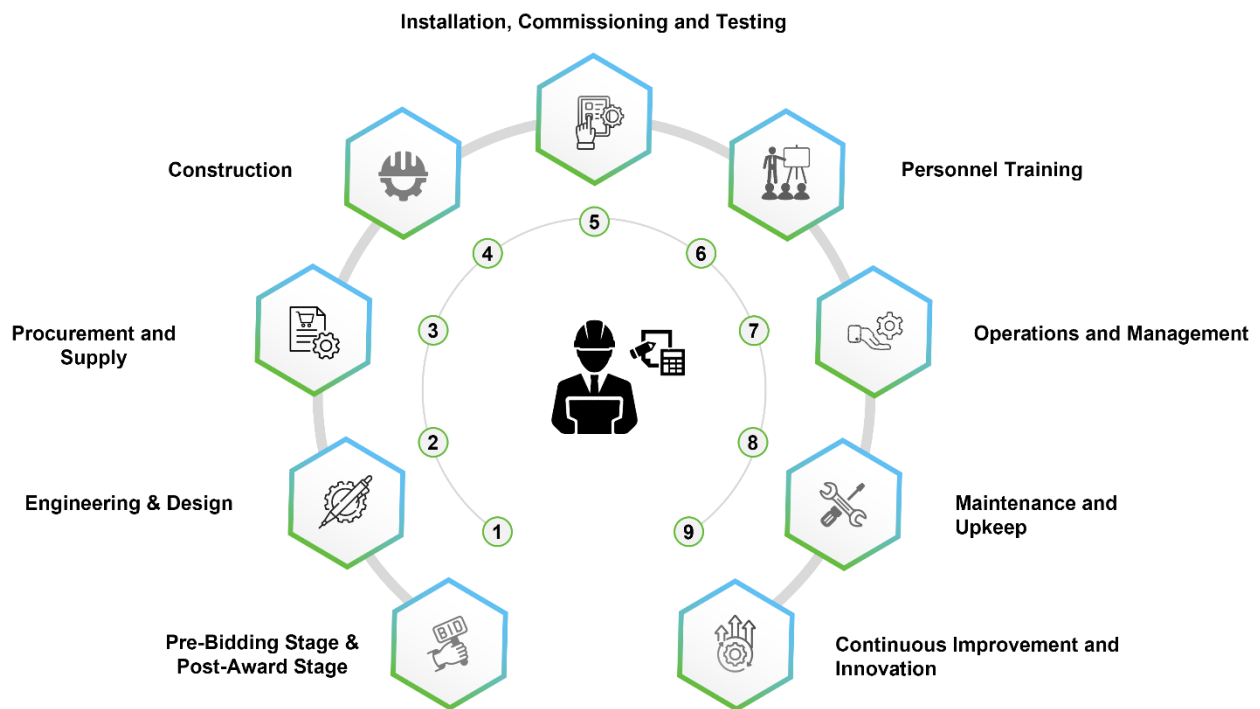 Installation, Commissioning and Testing
Construction
Personnel Training
5
4
6
Procurement and
Supply
3
7
Operations and Management
2
8
Engineering & Design
Maintenance and
Upkeep
1
9
BID
Pre-Bidding Stage &
Post-Award Stage
Continuous Improvement and
Innovation